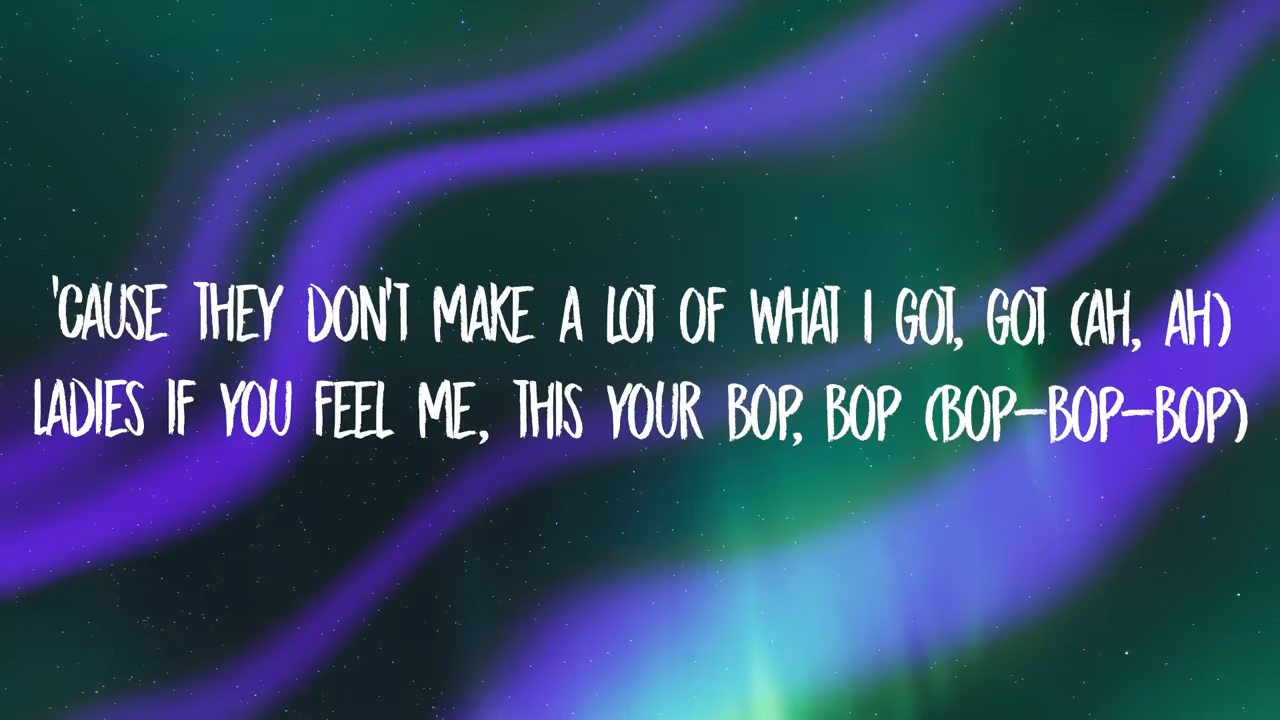 'CAUSE THEY DON'T MAKE A LOT OF WHAT I GOT, GOT (AH, AH)
LADIES IF YOU FEEL ME, THIS YOUR BOP, BOP (BOP-BOP-BOP)